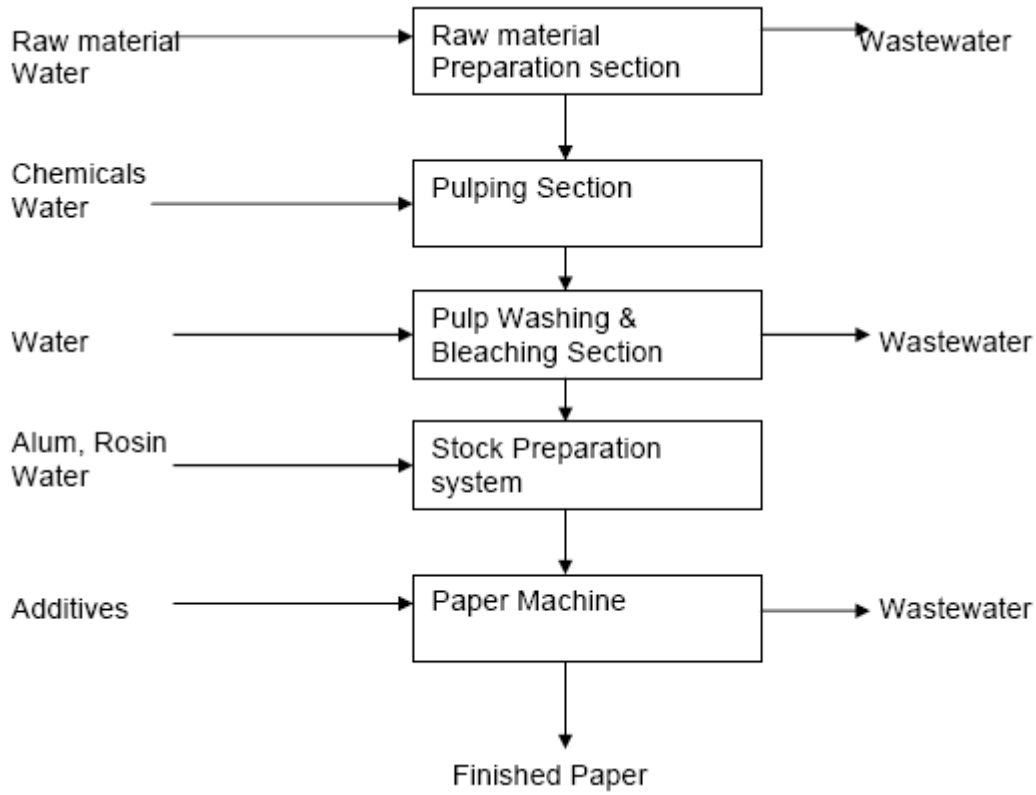 Raw material
Water
Raw material
Preparation section
Wastewater
Chemicals
Water
Pulping Section
Water
Pulp Washing &
Bleaching Section
Wastewater
Alum, Rosin
Water
Stock Preparation
system
Additives
Paper Machine
Wastewater
Finished Paper